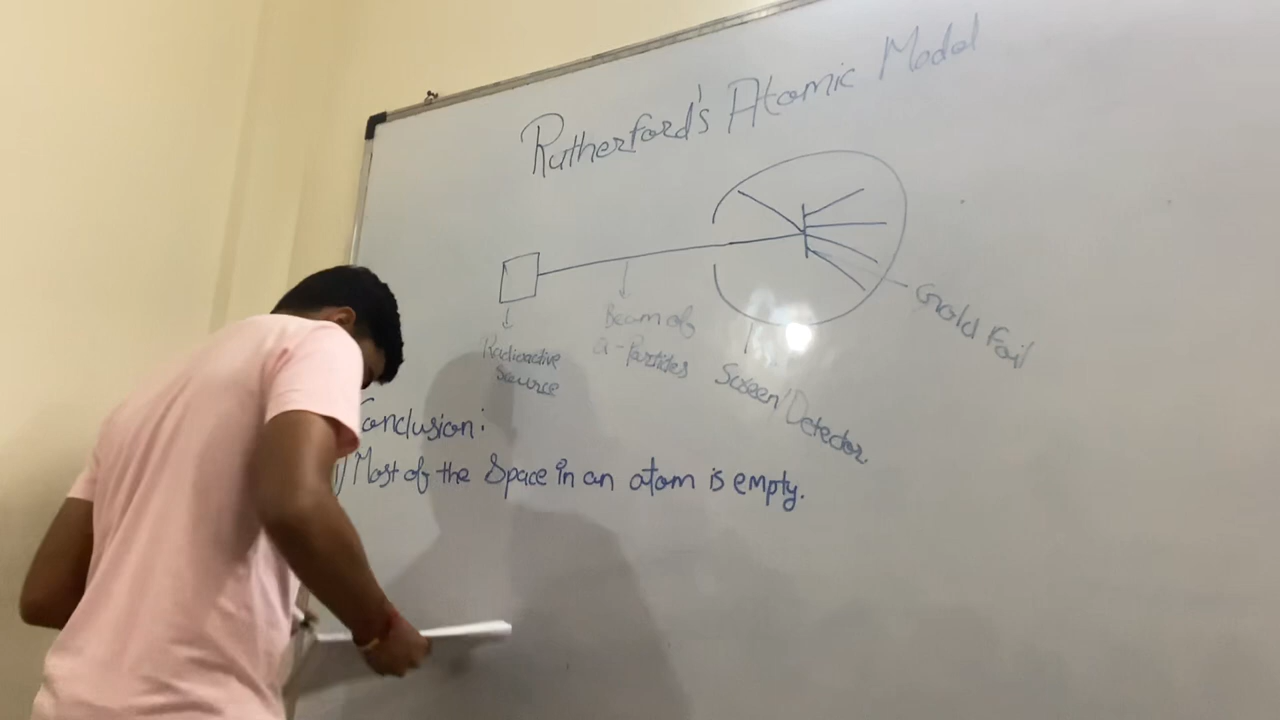 Rutherford's Atomic Model
Radioactive
Source
Beam of
α-Particles
Screen/Detector
Gold Foil
Conclusion:
1) Most of the Space in an atom is empty.